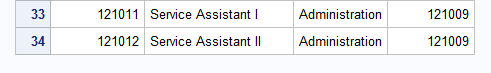 33 121011 Service Assistant I Administration 121009
34 121012 Service Assistant II Administration 121009